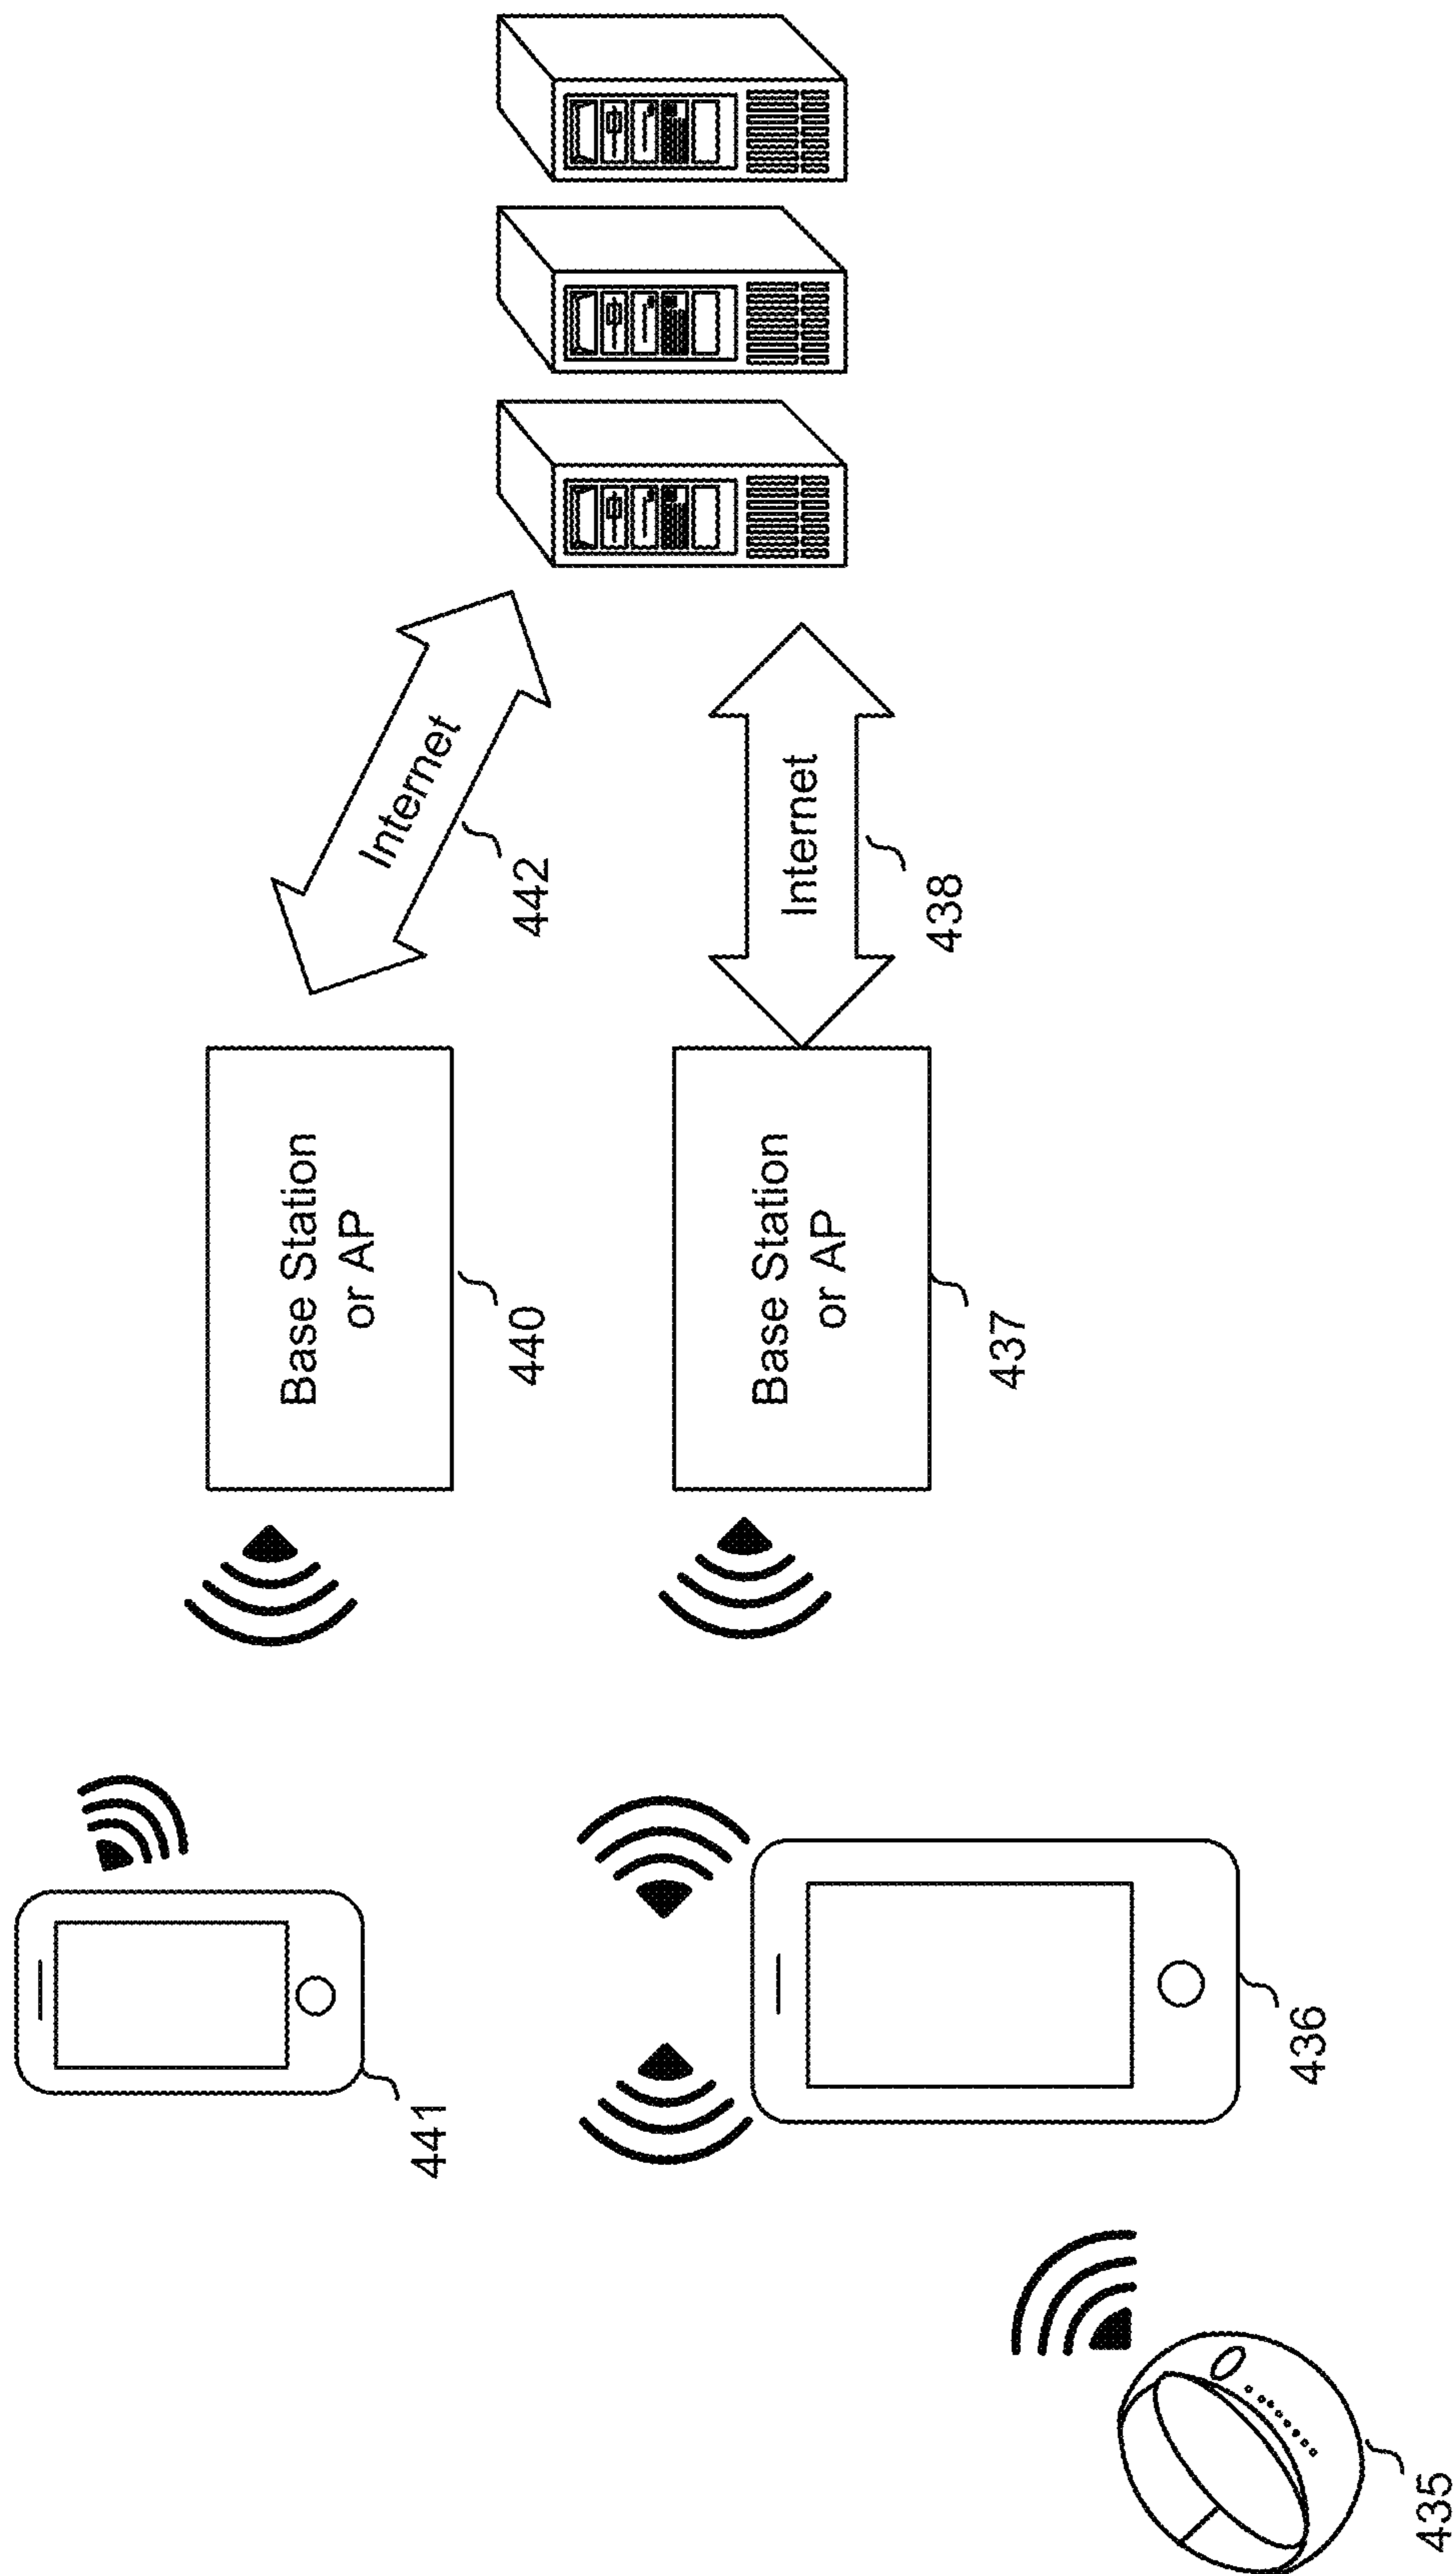 441
Base Station
or AP
440
Internet
442
436
Base Station
or AP
437
Internet
438
435